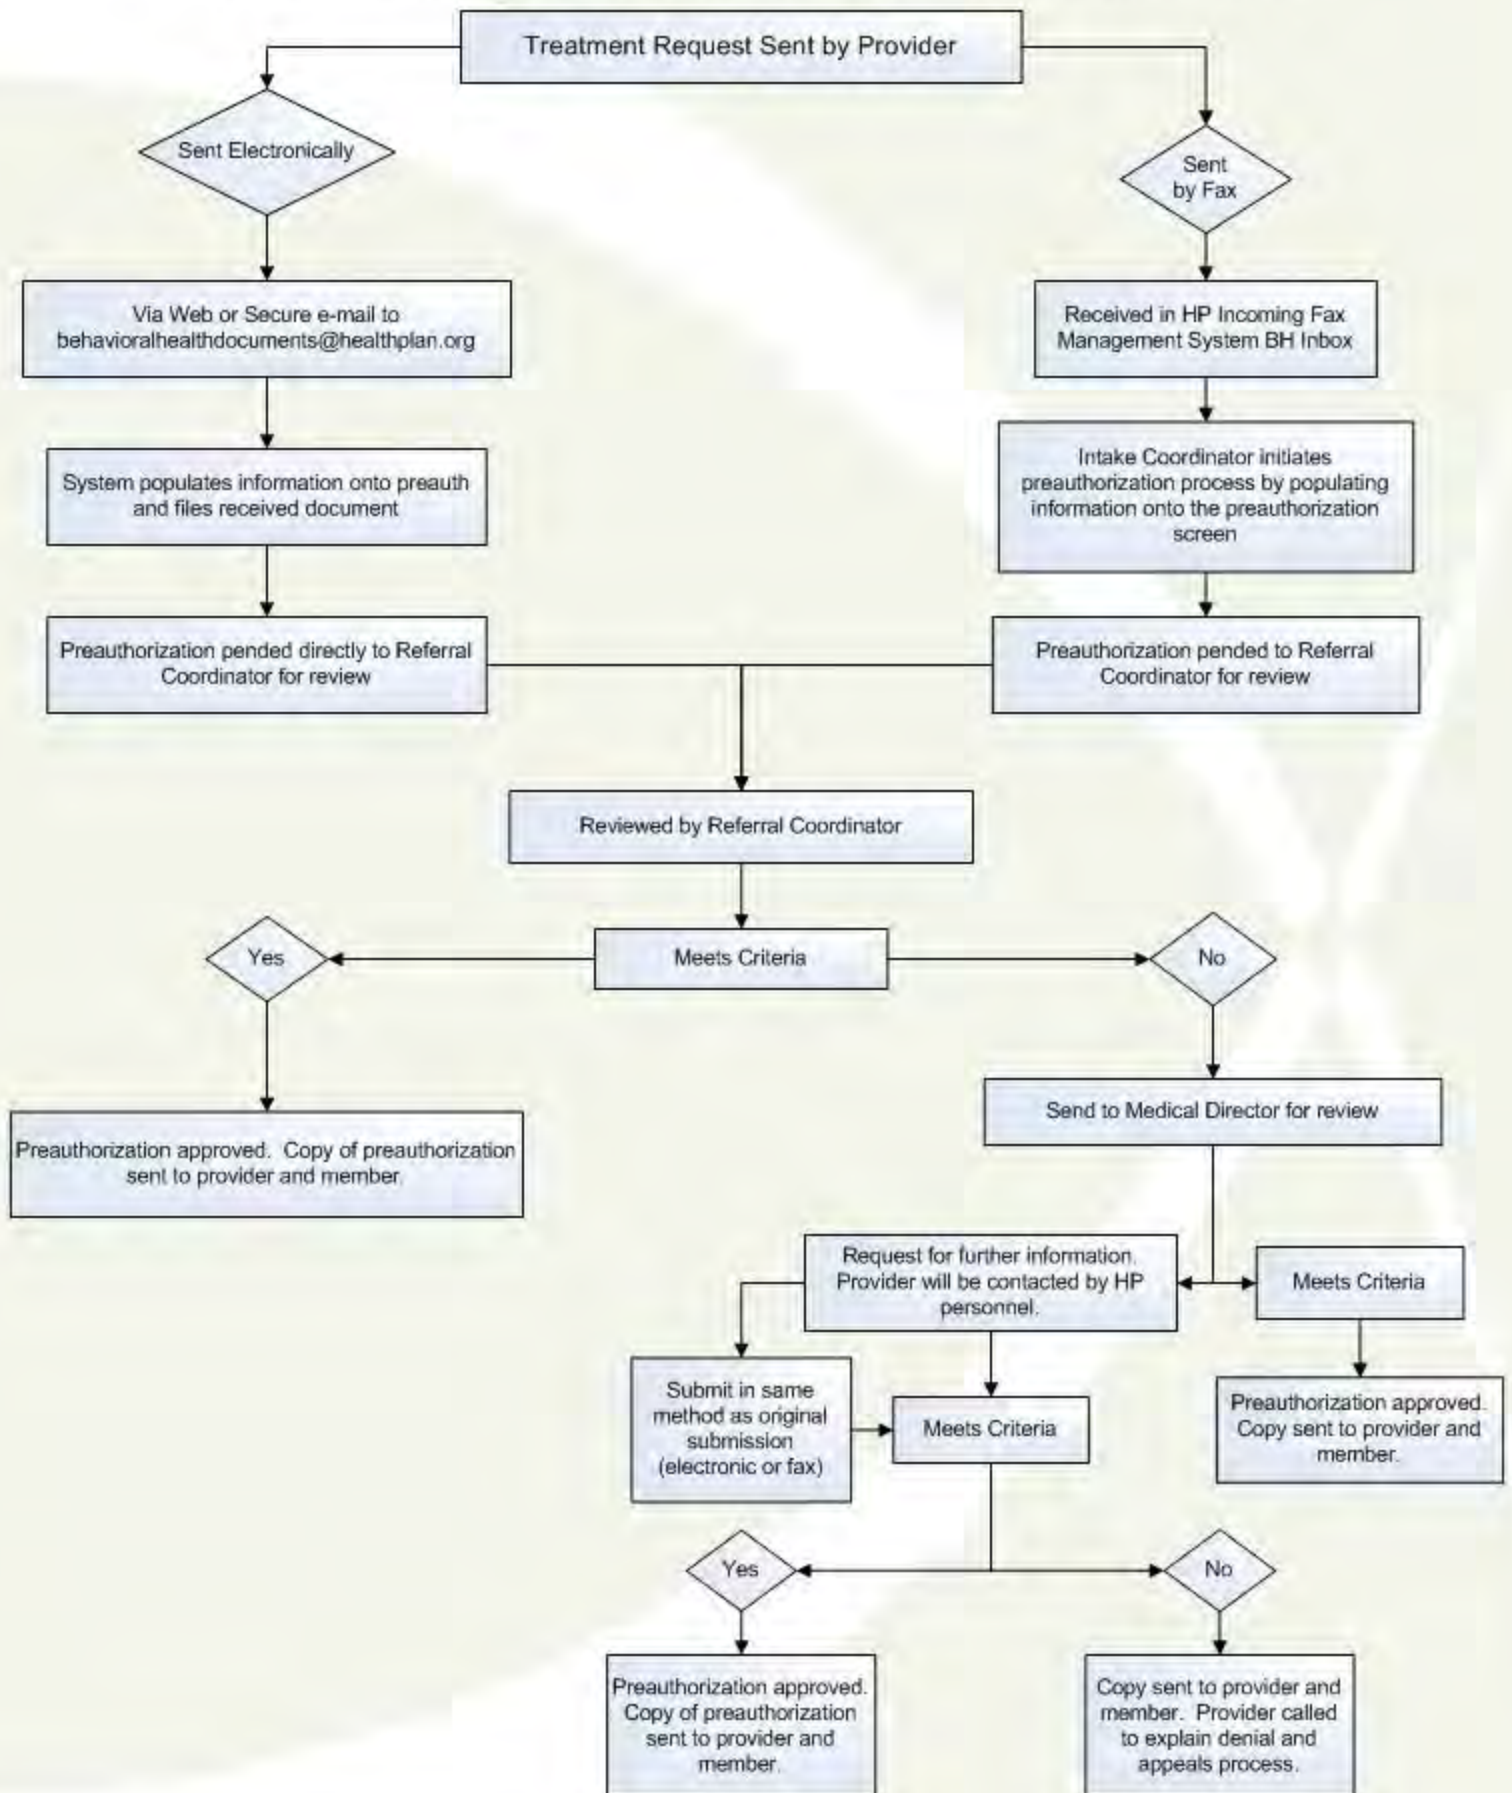 Treatment Request Sent by Provider
Sent Electronically
Sent
by Fax
Via Web or Secure e-mail to
behavioralhealthdocuments@healthplan.org
Received in HP Incoming Fax
Management System BH Inbox
System populates information onto preauth
and files received document
Intake Coordinator initiates
preauthorization process by populating
information onto the preauthorization
screen
Preauthorization pended directly to Referral
Coordinator for review
Preauthorization pended to Referral
Coordinator for review
Reviewed by Referral Coordinator
Yes
Meets Criteria
No
Send to Medical Director for review
Preauthorization approved. Copy of preauthorization
sent to provider and member.
Request for further information.
Provider will be contacted by HP
personnel.
Meets Criteria
Submit in same
method as original
submission
(electronic or fax)
Meets Criteria
Preauthorization approved.
Copy sent to provider and
member.
Yes
No
Preauthorization approved.
Copy of preauthorization
sent to provider and
member.
Copy sent to provider and
member. Provider called
to explain denial and
appeals process.